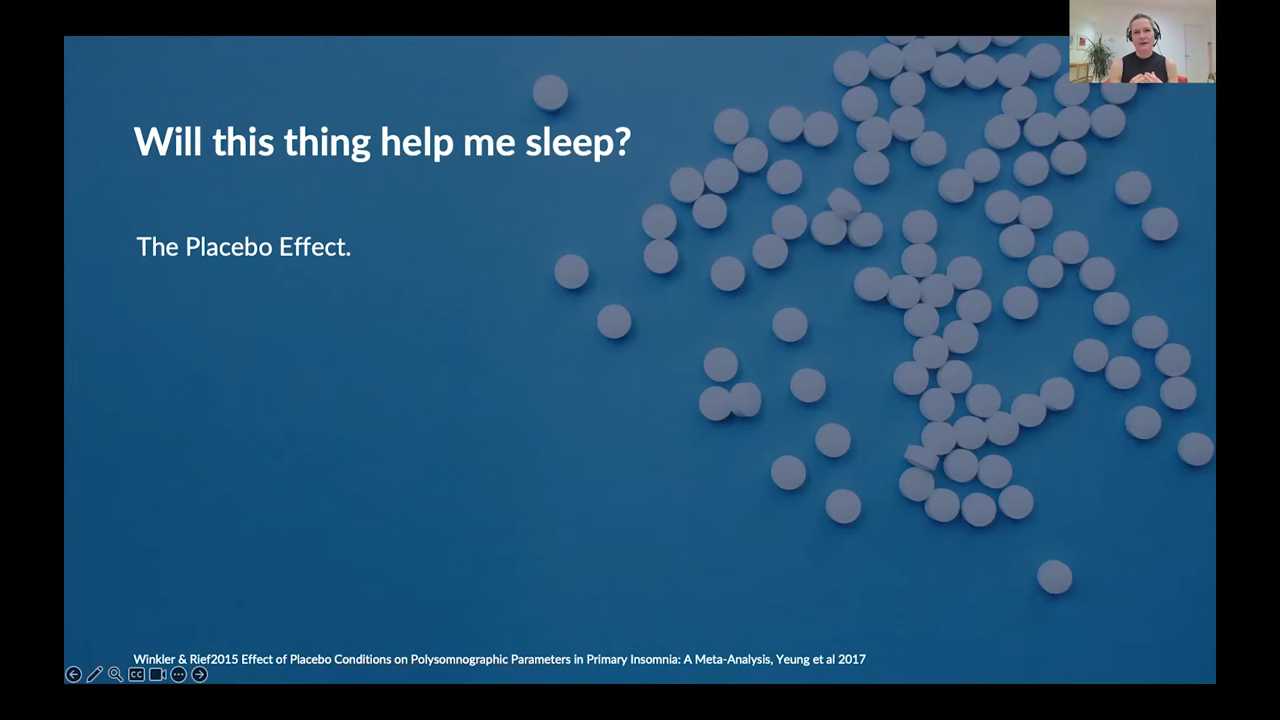 Will this thing help me sleep?
The Placebo Effect.
Winkler & Rief2015 Effect of Placebo Conditions on Polysomnographic Parameters in Primary Insomnia: A Meta-Analysis, Yeung et al 2017
CC